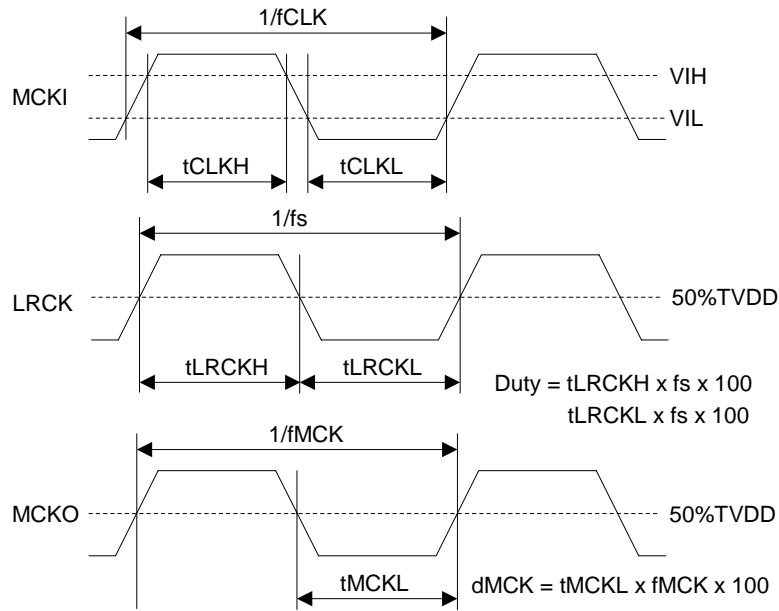 1/fCLK
MCKI
VIH
VIL
tCLKH
tCLKL
1/fs
LRCK
50%TVDD
tLRCKH
tLRCKL
Duty = tLRCKH x fs x 100
tLRCKL x fs x 100
1/fMCK
MCKO
50%TVDD
tMCKL
dMCK = tMCKL x fMCK x 100